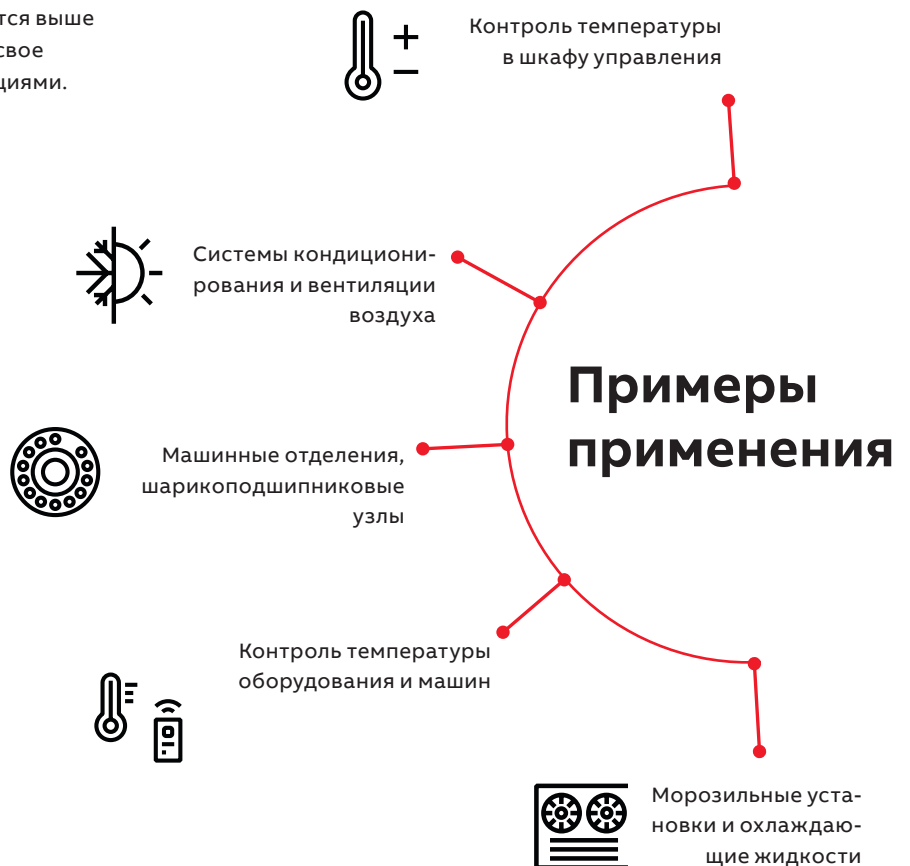 тся выше
свое
циями.
Контроль температуры
в шкафу управления
Системы кондициони-
рования и вентиляции
воздуха
Примеры
применения
Машинные отделения,
шарикоподшипниковые
узлы
Контроль температуры
оборудования и машин
Морозильные уста-
новки и охлаждаю-
щие жидкости